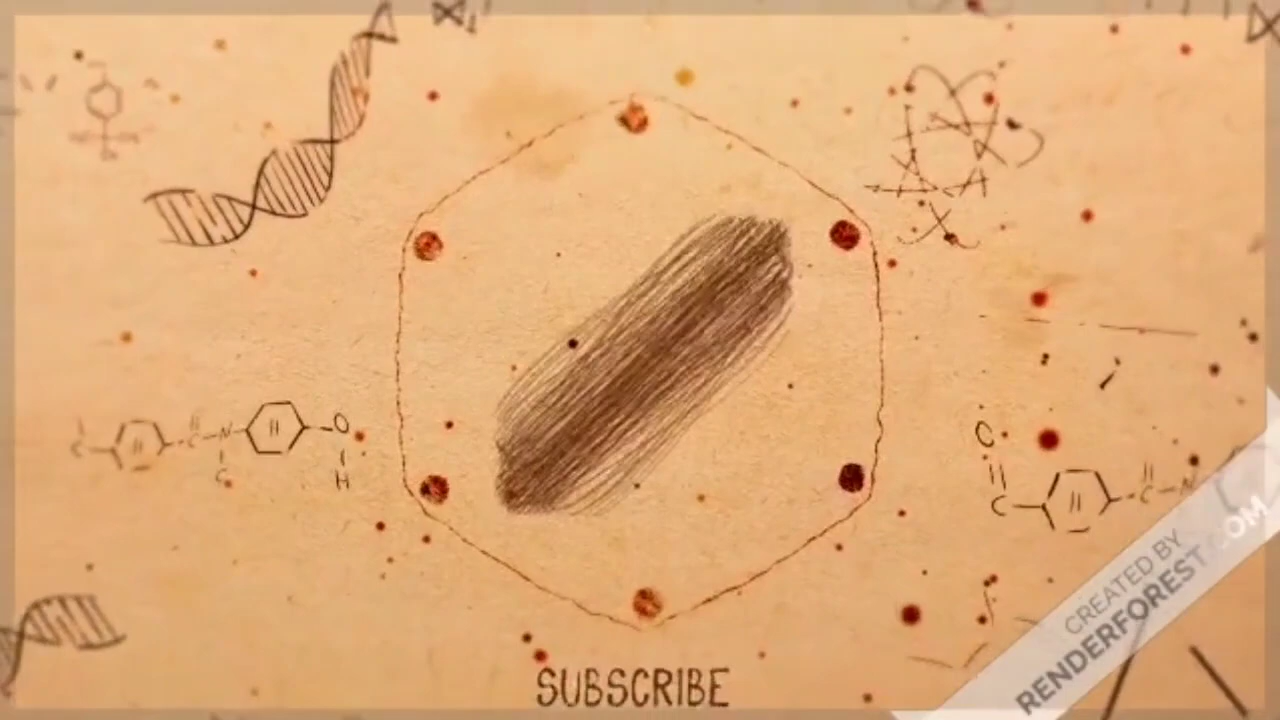 O
C N
C H
O
C C N
SUBSCRIBE
CREATED BY
RENDERFOREST.COM